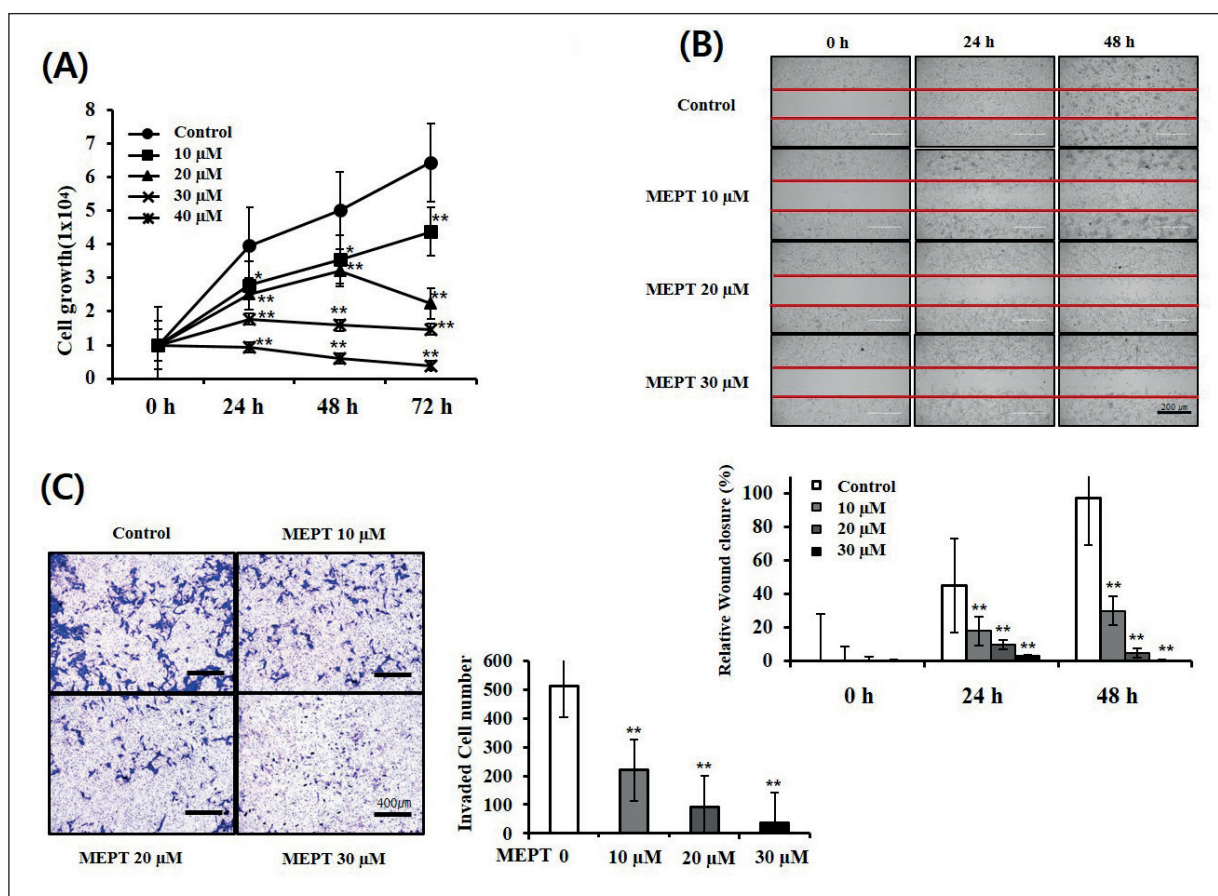 (A)
Cell growth(1x10⁴)
8
7
6
5
4
3
2
1
0
Control
10 µM
20 µM
30 µM
40 µM
*
**
**
**
*
**
**
**
**
**
**
**
0 h 24 h 48 h 72 h
(B)
0 h 24 h 48 h
Control
MEPT 10 µM
MEPT 20 µM
MEPT 30 µM
200 µm
Relative Wound closure (%)
100
80
60
40
20
0
Control
10 µM
20 µM
30 µM
** ** **
** ** **
0 h 24 h 48 h
(C)
Control MEPT 10 µM
400µm
MEPT 20 µM MEPT 30 µM
Invaded Cell number
600
500
400
300
200
100
0
** ** **
MEPT 0 10 µM 20 µM 30 µM